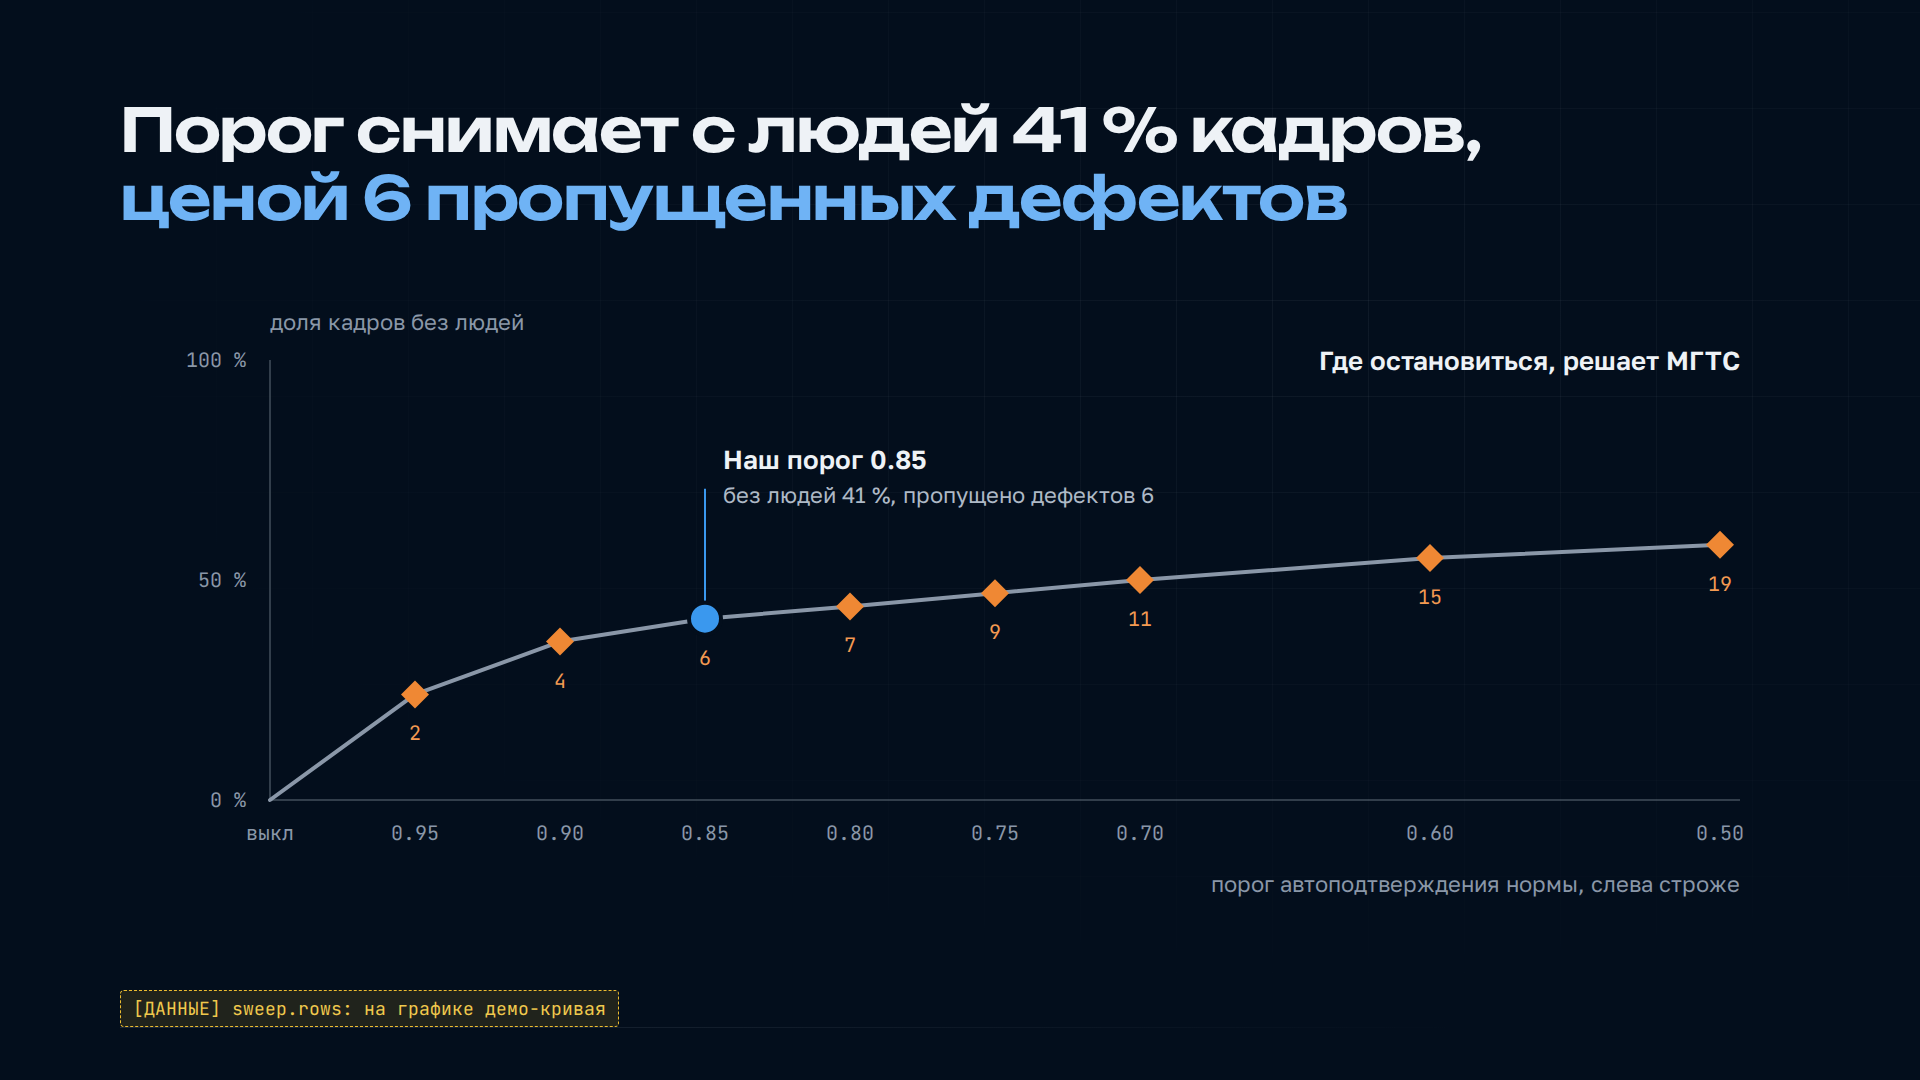 Порог снимает с людей 41 % кадров,
ценой 6 пропущенных дефектов
доля кадров без людей
100 %
Где остановиться, решает МГТС
Наш порог 0.85
без людей 41 %, пропущено дефектов 6
50 %
0 %
2
4
6
7
9
11
15
19
выкл
0.95
0.90
0.85
0.80
0.75
0.70
0.60
0.50
порог автоподтверждения нормы, слева строже
[ДАННЫЕ] sweep.rows: на графике демо-кривая